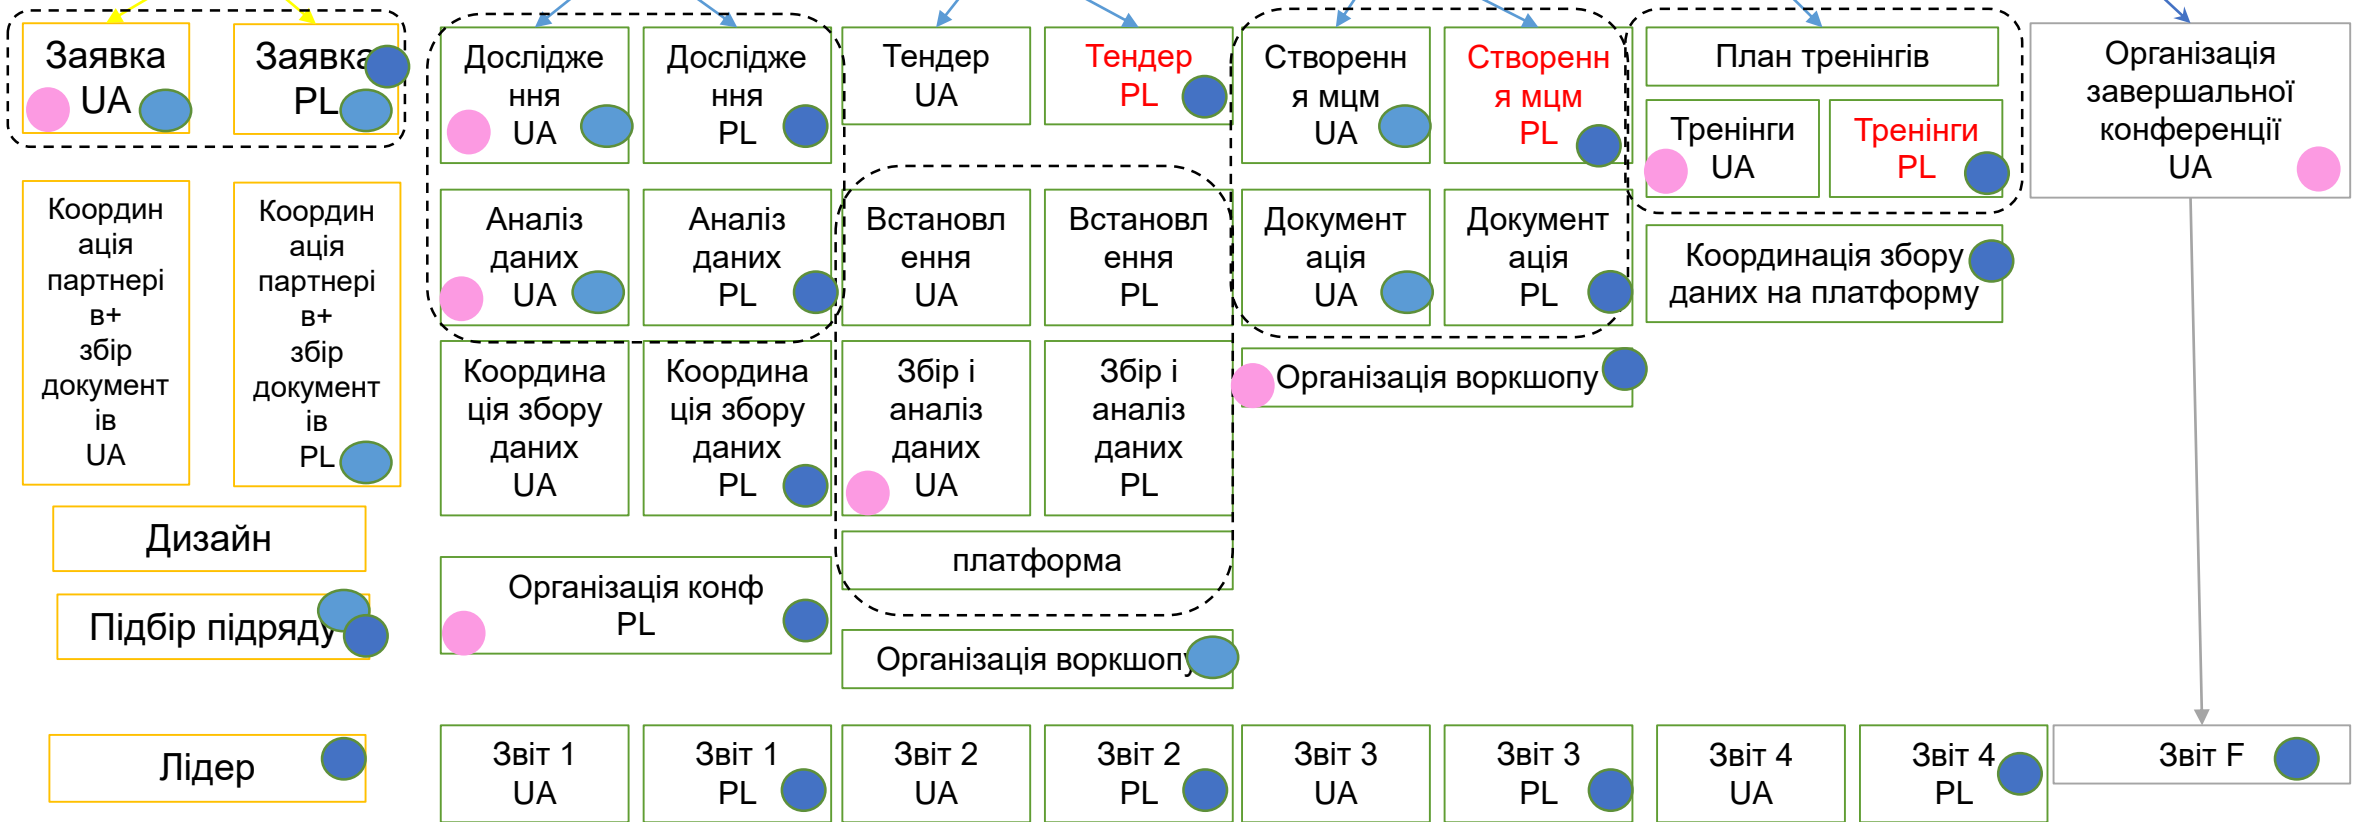 Заявка
UA
Заявка
PL
Дослідже
ння
UA
Дослідже
ння
PL
Тендер
UA
Тендер
PL
Створенн
я мцм
UA
Створенн
я мцм
PL
План тренінгів
Тренінги
UA
Тренінги
PL
Організація
завершальної
конференції
UA
Координ
ація
партнері
в+
збір
документ
ів
UA
Координ
ація
партнері
в+
збір
документ
ів
PL
Аналіз
даних
UA
Аналіз
даних
PL
Встановл
ення
UA
Встановл
ення
PL
Документ
ація
UA
Документ
ація
PL
Координація збору
даних на платформу
Координа
ція збору
даних
UA
Координа
ція збору
даних
PL
Збір і
аналіз
даних
UA
Збір і
аналіз
даних
PL
Організація воркшопу
Дизайн
платформа
Підбір підряду
Організація конф
PL
Організація воркшопу
Лідер
Звіт 1
UA
Звіт 1
PL
Звіт 2
UA
Звіт 2
PL
Звіт 3
UA
Звіт 3
PL
Звіт 4
UA
Звіт 4
PL
Звіт F